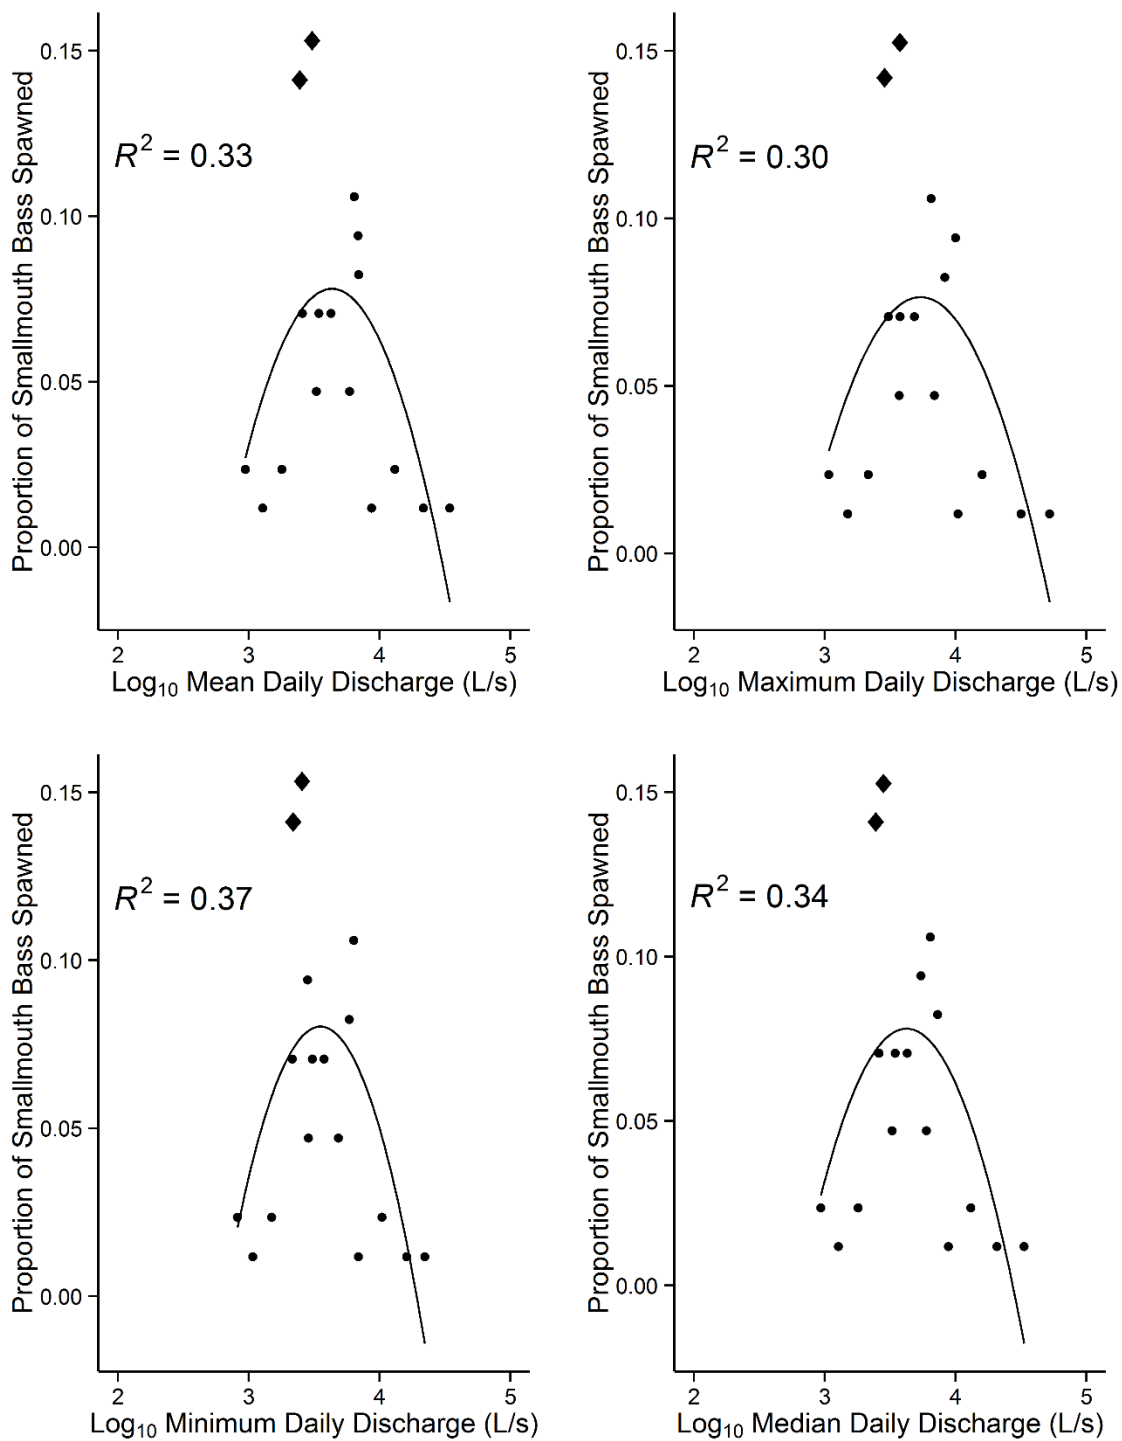 Proportion of Smallmouth Bass Spawned
0.15
0.10
0.05
0.00
R² = 0.33
2 3 4 5
Log₁₀ Mean Daily Discharge (L/s)
Proportion of Smallmouth Bass Spawned
0.15
0.10
0.05
0.00
R² = 0.30
2 3 4 5
Log₁₀ Maximum Daily Discharge (L/s)
Proportion of Smallmouth Bass Spawned
0.15
0.10
0.05
0.00
R² = 0.37
2 3 4 5
Log₁₀ Minimum Daily Discharge (L/s)
Proportion of Smallmouth Bass Spawned
0.15
0.10
0.05
0.00
R² = 0.34
2 3 4 5
Log₁₀ Median Daily Discharge (L/s)